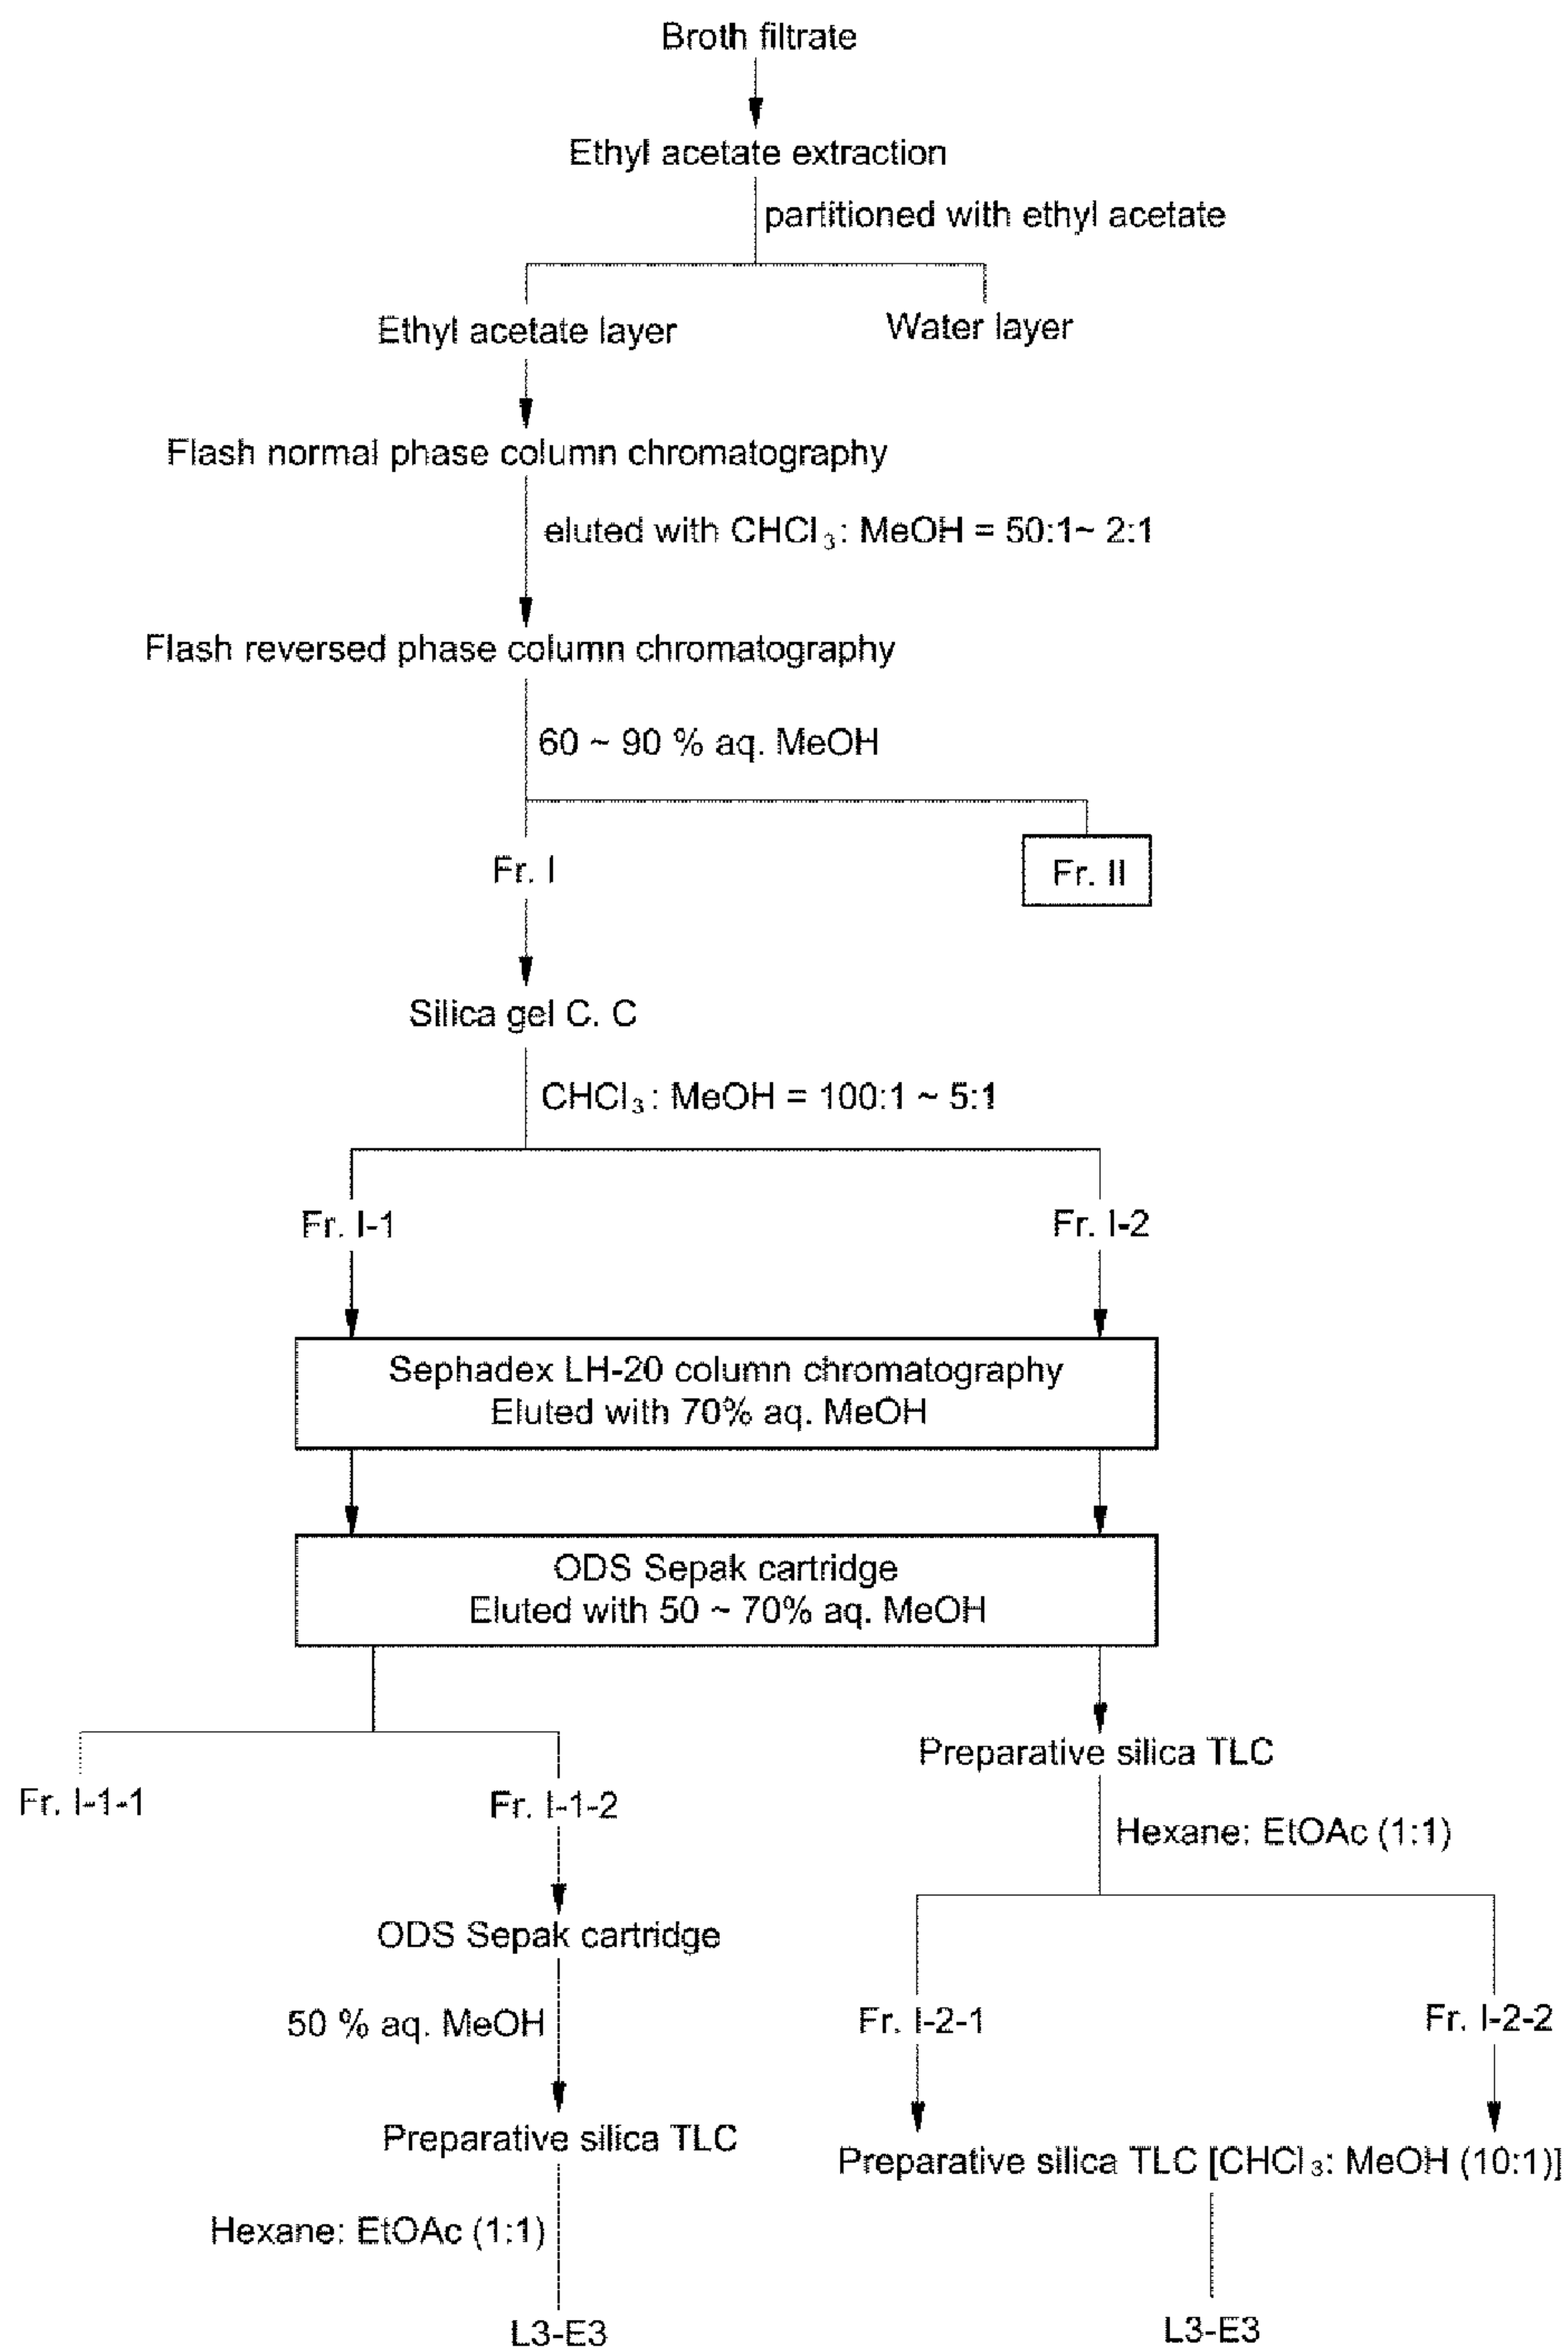 Broth filtrate
Ethyl acetate extraction
partitioned with ethyl acetate
Ethyl acetate layer
Water layer
Flash normal phase column chromatography
eluted with CHCl₃: MeOH = 50:1~ 2:1
Flash reversed phase column chromatography
60 ~ 90 % aq. MeOH
Fr. I
Fr. II
Silica gel C. C
CHCl₃: MeOH = 100:1 ~ 5:1
Fr. I-1
Fr. I-2
Sephadex LH-20 column chromatography
Eluted with 70% aq. MeOH
ODS Sepak cartridge
Eluted with 50 ~ 70% aq. MeOH
Preparative silica TLC
Fr. I-1-1
Fr. I-1-2
Hexane: EtOAc (1:1)
ODS Sepak cartridge
50 % aq. MeOH
Fr. I-2-1
Fr. I-2-2
Preparative silica TLC
Preparative silica TLC [CHCl₃: MeOH (10:1)]
Hexane: EtOAc (1:1)
L3-E3
L3-E3